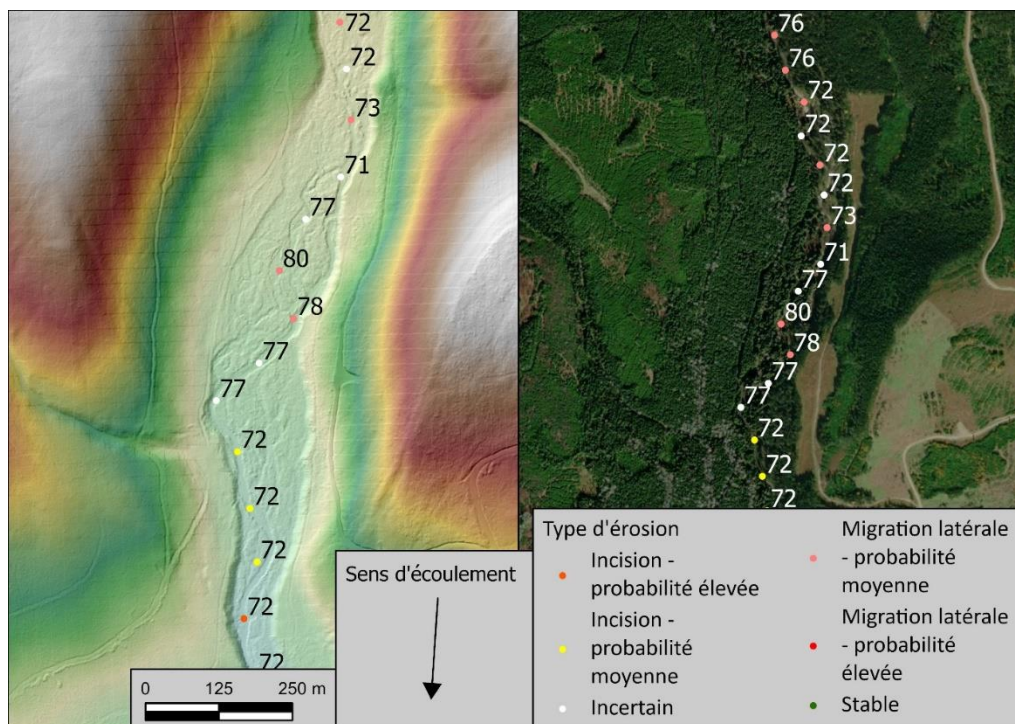 72
72
73
71
77
80
78
77
77
72
72
72
72
72
76
76
72
72
72
72
73
71
77
80
78
77
77
72
72
72
0 125 250 m
Sens d'écoulement
Type d'érosion
Incision -
probabilité élevée
Incision -
probabilité
moyenne
Incertain
Migration latérale
- probabilité
moyenne
Migration latérale
- probabilité
élevée
Stable